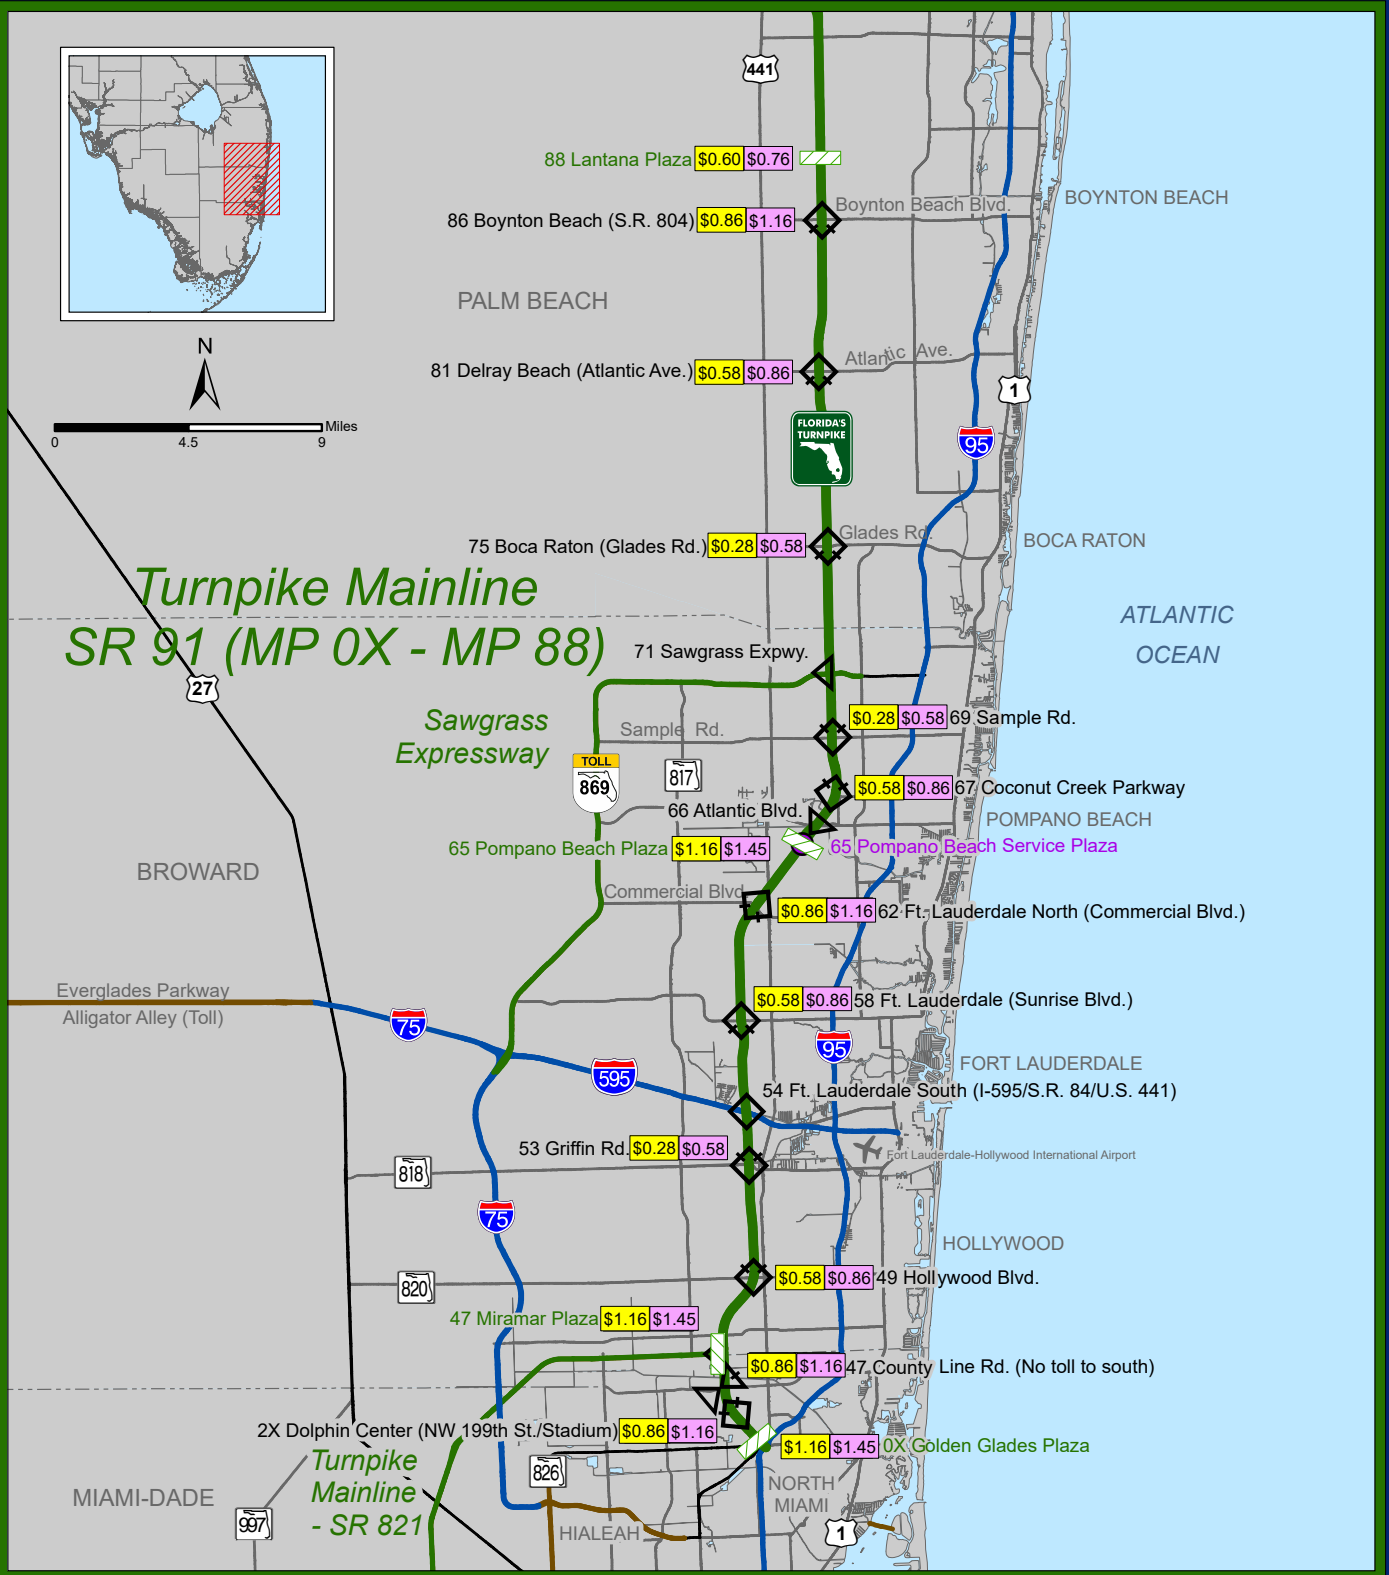 441
88 Lantana Plaza $0.60 $0.76
Boynton Beach Blvd.
BOYNTON BEACH
86 Boynton Beach (S.R. 804) $0.86 $1.16
PALM BEACH
N
Atlantic Ave.
81 Delray Beach (Atlantic Ave.) $0.58 $0.86
1
Miles
0 4.5 9
FLORIDA'S
TURNPIKE
95
Glades Rd.
75 Boca Raton (Glades Rd.) $0.28 $0.58
BOCA RATON
Turnpike Mainline
SR 91 (MP 0X - MP 88)
ATLANTIC
OCEAN
71 Sawgrass Expwy.
27
Sawgrass
Expressway
$0.28 $0.58 69 Sample Rd.
Sample Rd.
TOLL
869
817
$0.58 $0.86 67 Coconut Creek Parkway
66 Atlantic Blvd.
POMPANO BEACH
65 Pompano Beach Plaza $1.16 $1.45
65 Pompano Beach Service Plaza
BROWARD
Commercial Blvd
$0.86 $1.16 62 Ft. Lauderdale North (Commercial Blvd.)
Everglades Parkway
Alligator Alley (Toll)
$0.58 $0.86 58 Ft. Lauderdale (Sunrise Blvd.)
75
95
595
FORT LAUDERDALE
54 Ft. Lauderdale South (I-595/S.R. 84/U.S. 441)
53 Griffin Rd. $0.28 $0.58
Fort Lauderdale-Hollywood International Airport
818
75
HOLLYWOOD
820
$0.58 $0.86 49 Hollywood Blvd.
47 Miramar Plaza $1.16 $1.45
$0.86 $1.16 47 County Line Rd. (No toll to south)
2X Dolphin Center (NW 199th St./Stadium) $0.86 $1.16
$1.16 $1.45 0X Golden Glades Plaza
Turnpike
Mainline
- SR 821
826
NORTH
MIAMI
MIAMI-DADE
997
HIALEAH
1